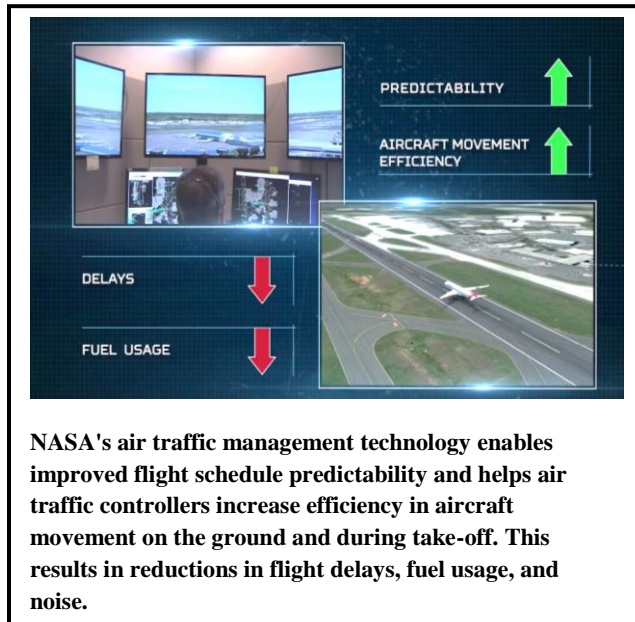 PREDICTABILITY
AIRCRAFT MOVEMENT
EFFICIENCY
DELAYS
FUEL USAGE
NASA's air traffic management technology enables
improved flight schedule predictability and helps air
traffic controllers increase efficiency in aircraft
movement on the ground and during take-off. This
results in reductions in flight delays, fuel usage, and
noise.